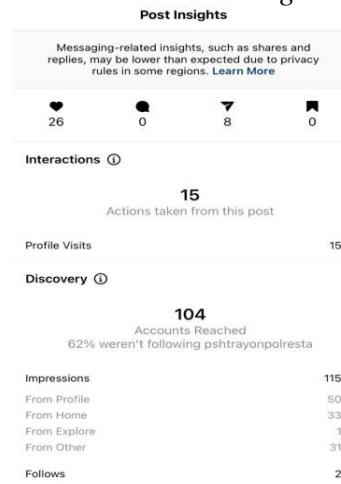 Post Insights
Messaging-related insights, such as shares and
replies, may be lower than expected due to privacy
rules in some regions. Learn More
26 0 8 0
Interactions
15
Actions taken from this post
Profile Visits 15
Discovery
104
Accounts Reached
62% weren't following pshtrayonpolresta
Impressions 115
From Profile 50
From Home 33
From Explore 1
From Other 31
Follows 2